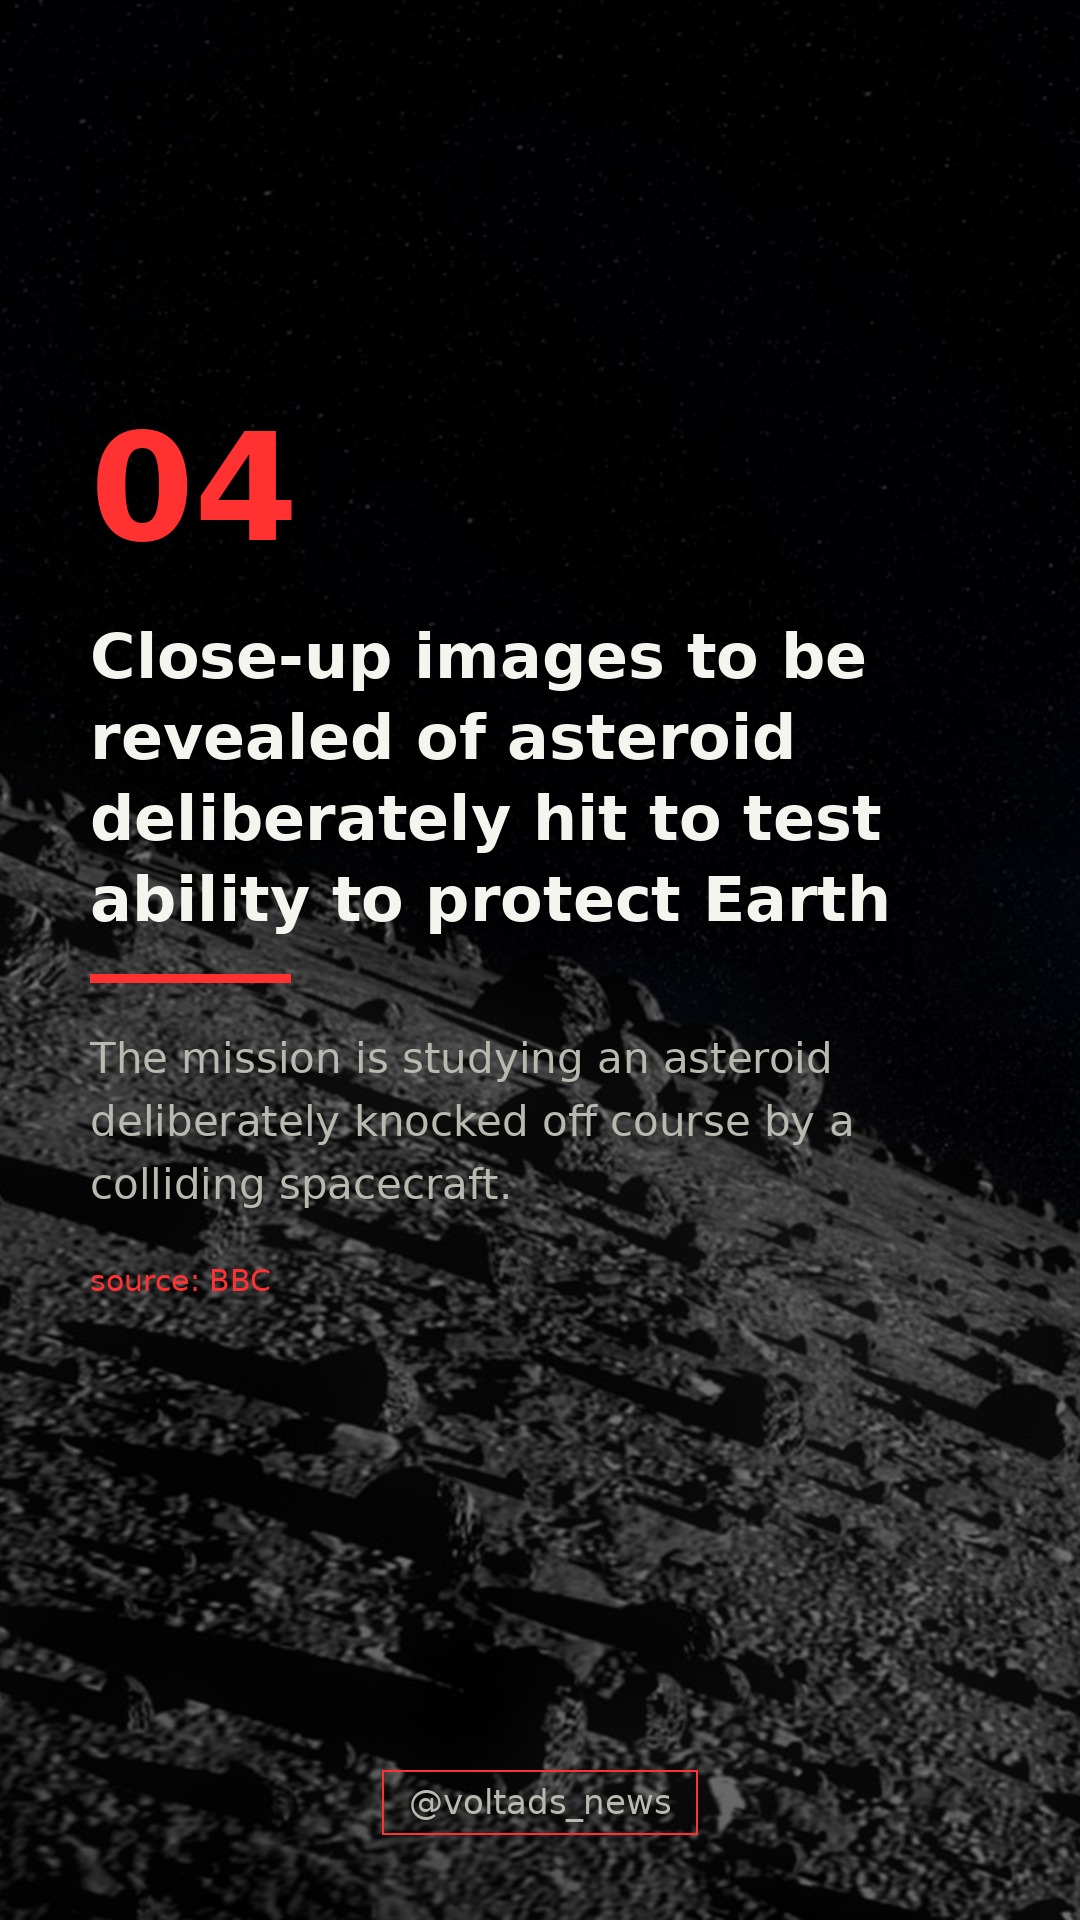 04
Close-up images to be
revealed of asteroid
deliberately hit to test
ability to protect Earth
The mission is studying an asteroid
deliberately knocked off course by a
colliding spacecraft.
source: BBC
@voltads_news